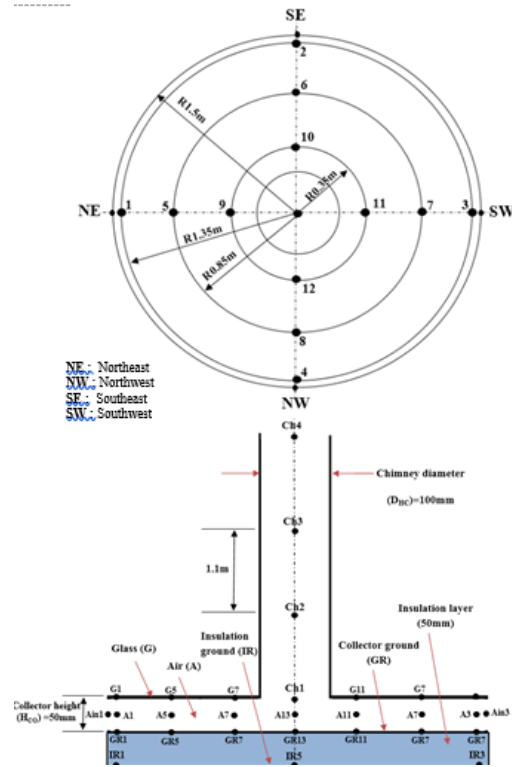 SE
2
6
R1.5m
10
R0.35m
NE 1 5 9 11 7 3 SW
R1.35m
R0.85m
12
8
4
NW
NE : Northeast
NW : Northwest
SE : Southeast
SW : Southwest
Ch4
Chimney diameter
(D_HC)=100mm
Ch3
1.1m
Ch2
Insulation layer
(50mm)
Insulation
ground (IR)
Collector ground
(GR)
Glass (G)
Air (A)
Collector height
(H_CO) =50mm
G1 G5 G7 Ch1 G11 G7
Ain1 A1 A5 A7 A13 A11 A7 A3 Ain3
GR1 GR5 GR7 GR13 GR11 GR7 GR7
IR1 IR5 IR3